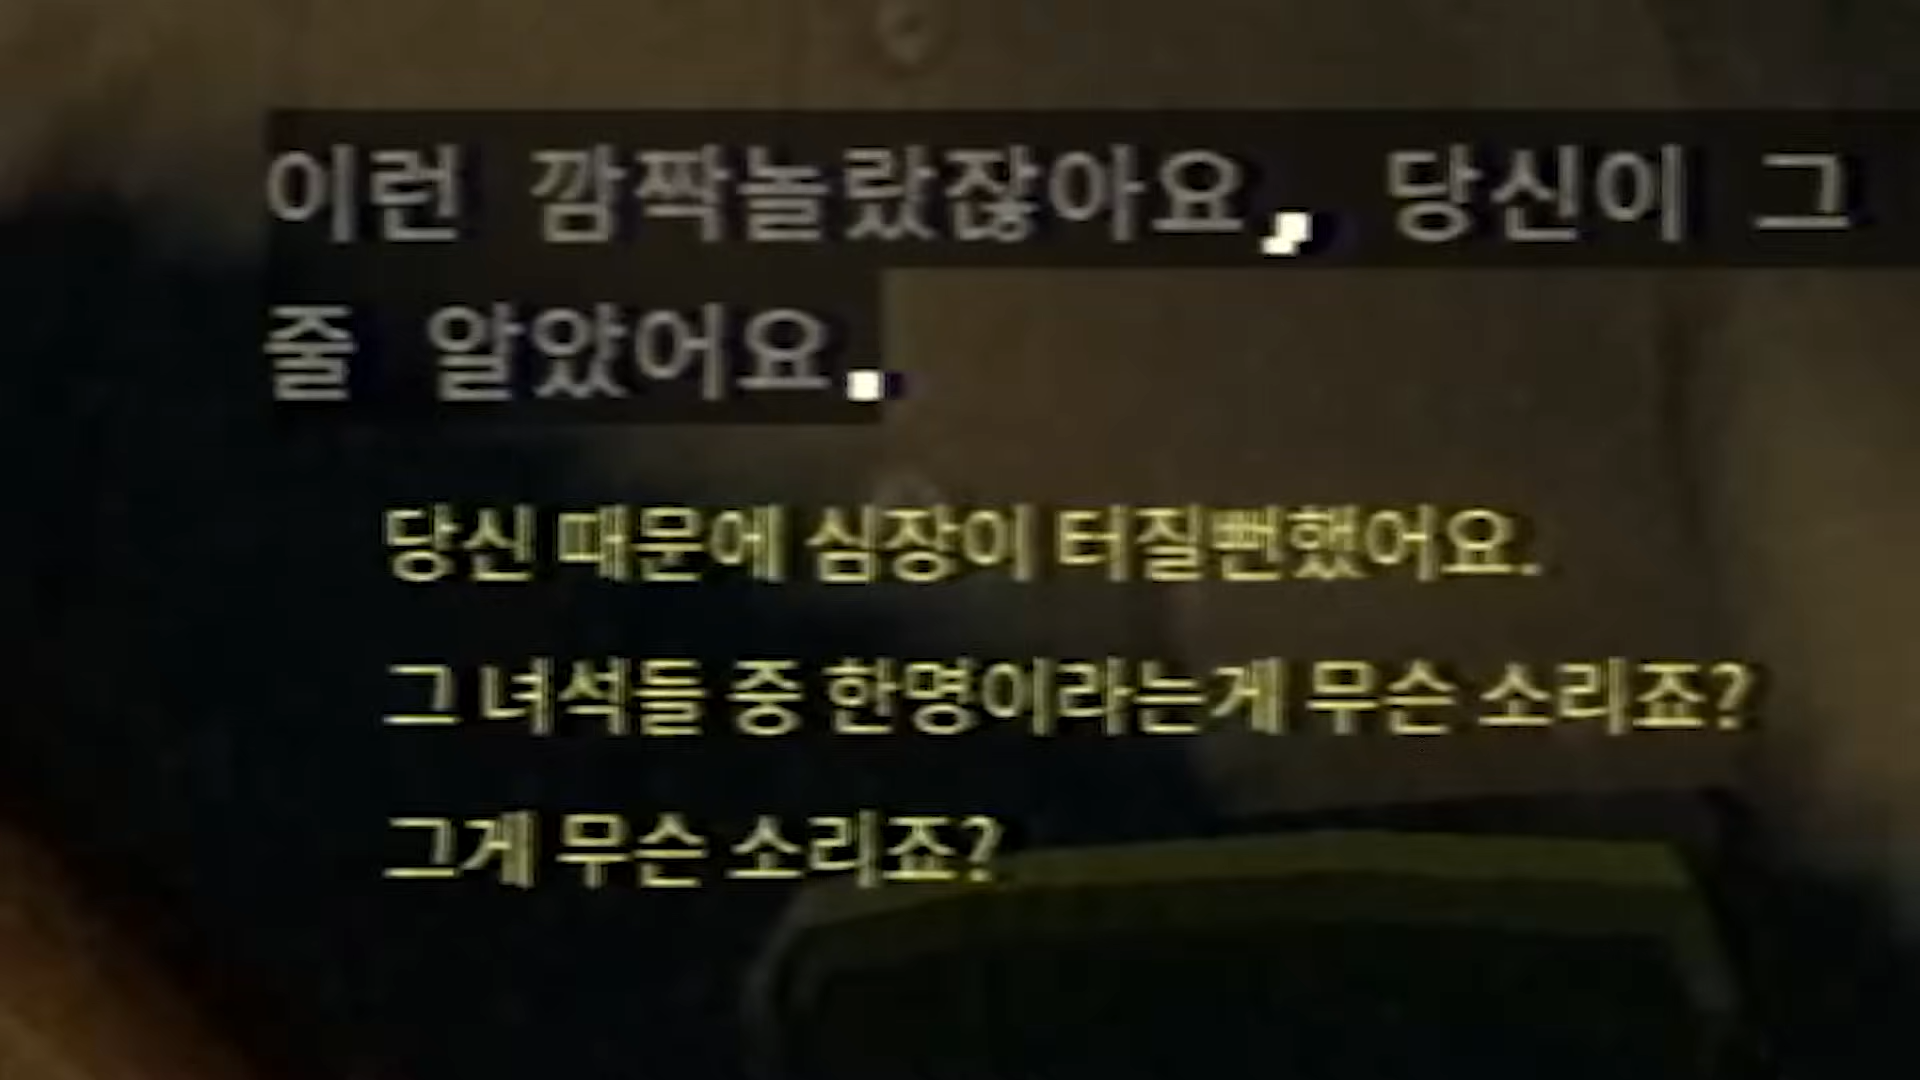 이런 깜짝놀랐잖아요, 당신이 그
줄 알았어요.
당신 때문에 심장이 터질뻔했어요.
그 녀석들 중 한명이라는게 무슨 소리죠?
그게 무슨 소리죠?